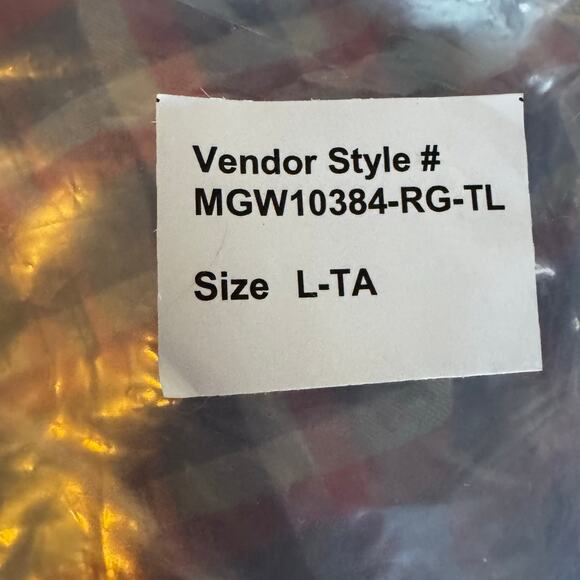 Vendor Style #
MGW10384-RG-TL
Size L-TA